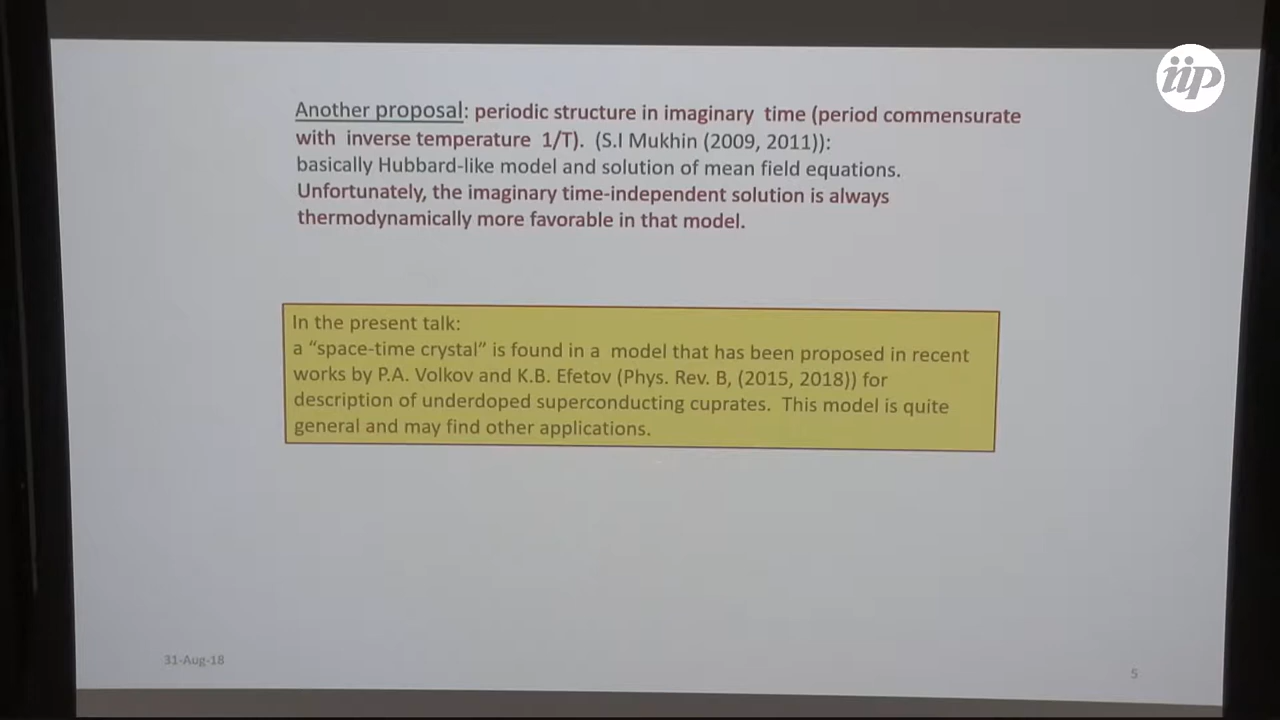 iip
Another proposal: periodic structure in imaginary time (period commensurate
with inverse temperature 1/T). (S.I Mukhin (2009, 2011)):
basically Hubbard-like model and solution of mean field equations.
Unfortunately, the imaginary time-independent solution is always
thermodynamically more favorable in that model.
In the present talk:
a “space-time crystal” is found in a model that has been proposed in recent
works by P.A. Volkov and K.B. Efetov (Phys. Rev. B, (2015, 2018)) for
description of underdoped superconducting cuprates. This model is quite
general and may find other applications.
31-Aug-18
5